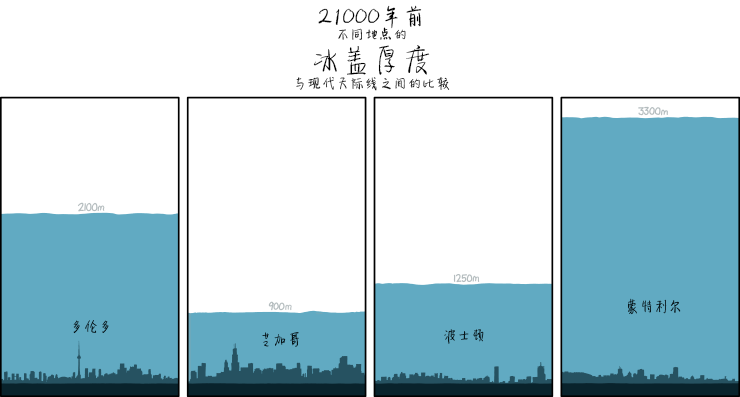 21000年前
不同地点的
冰盖厚度
与现代天际线之间的比较
2100m
多伦多
900m
芝加哥
1250m
波士顿
3300m
蒙特利尔